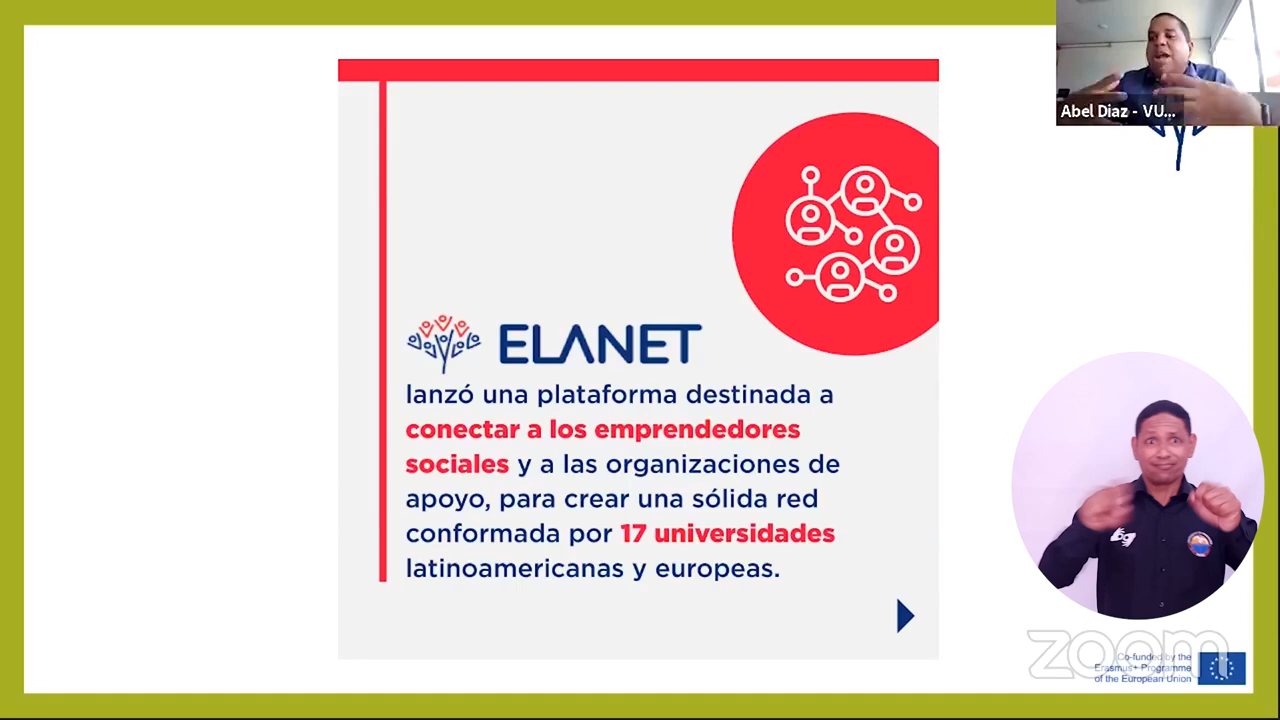 Abel Diaz - VU...
ELANET
lanzó una plataforma destinada a
conectar a los emprendedores
sociales y a las organizaciones de
apoyo, para crear una sólida red
conformada por 17 universidades
latinoamericanas y europeas.
zoom
Co-funded by the
Erasmus+ Programme
of the European Union